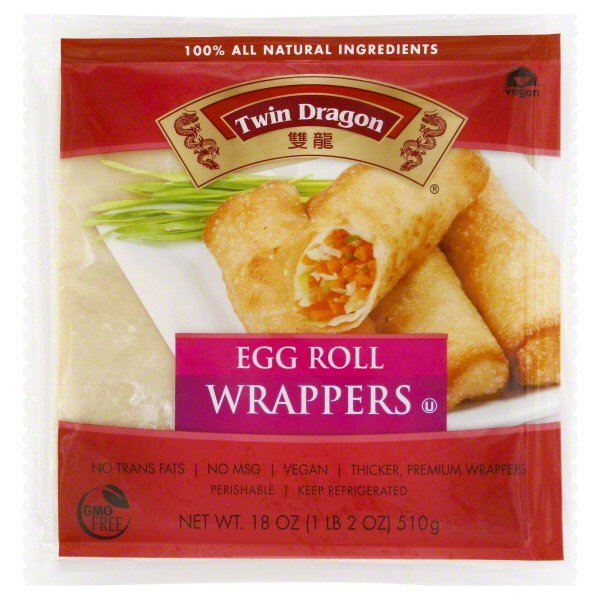 100% ALL NATURAL INGREDIENTS
vegan
Twin Dragon
雙龍
®
EGG ROLL
WRAPPERS U
NO TRANS FATS | NO MSG | VEGAN | THICKER, PREMIUM WRAPPERS
PERISHABLE | KEEP REFRIGERATED
GMO
FREE
NET WT. 18 OZ (1 LB 2 OZ) 510g